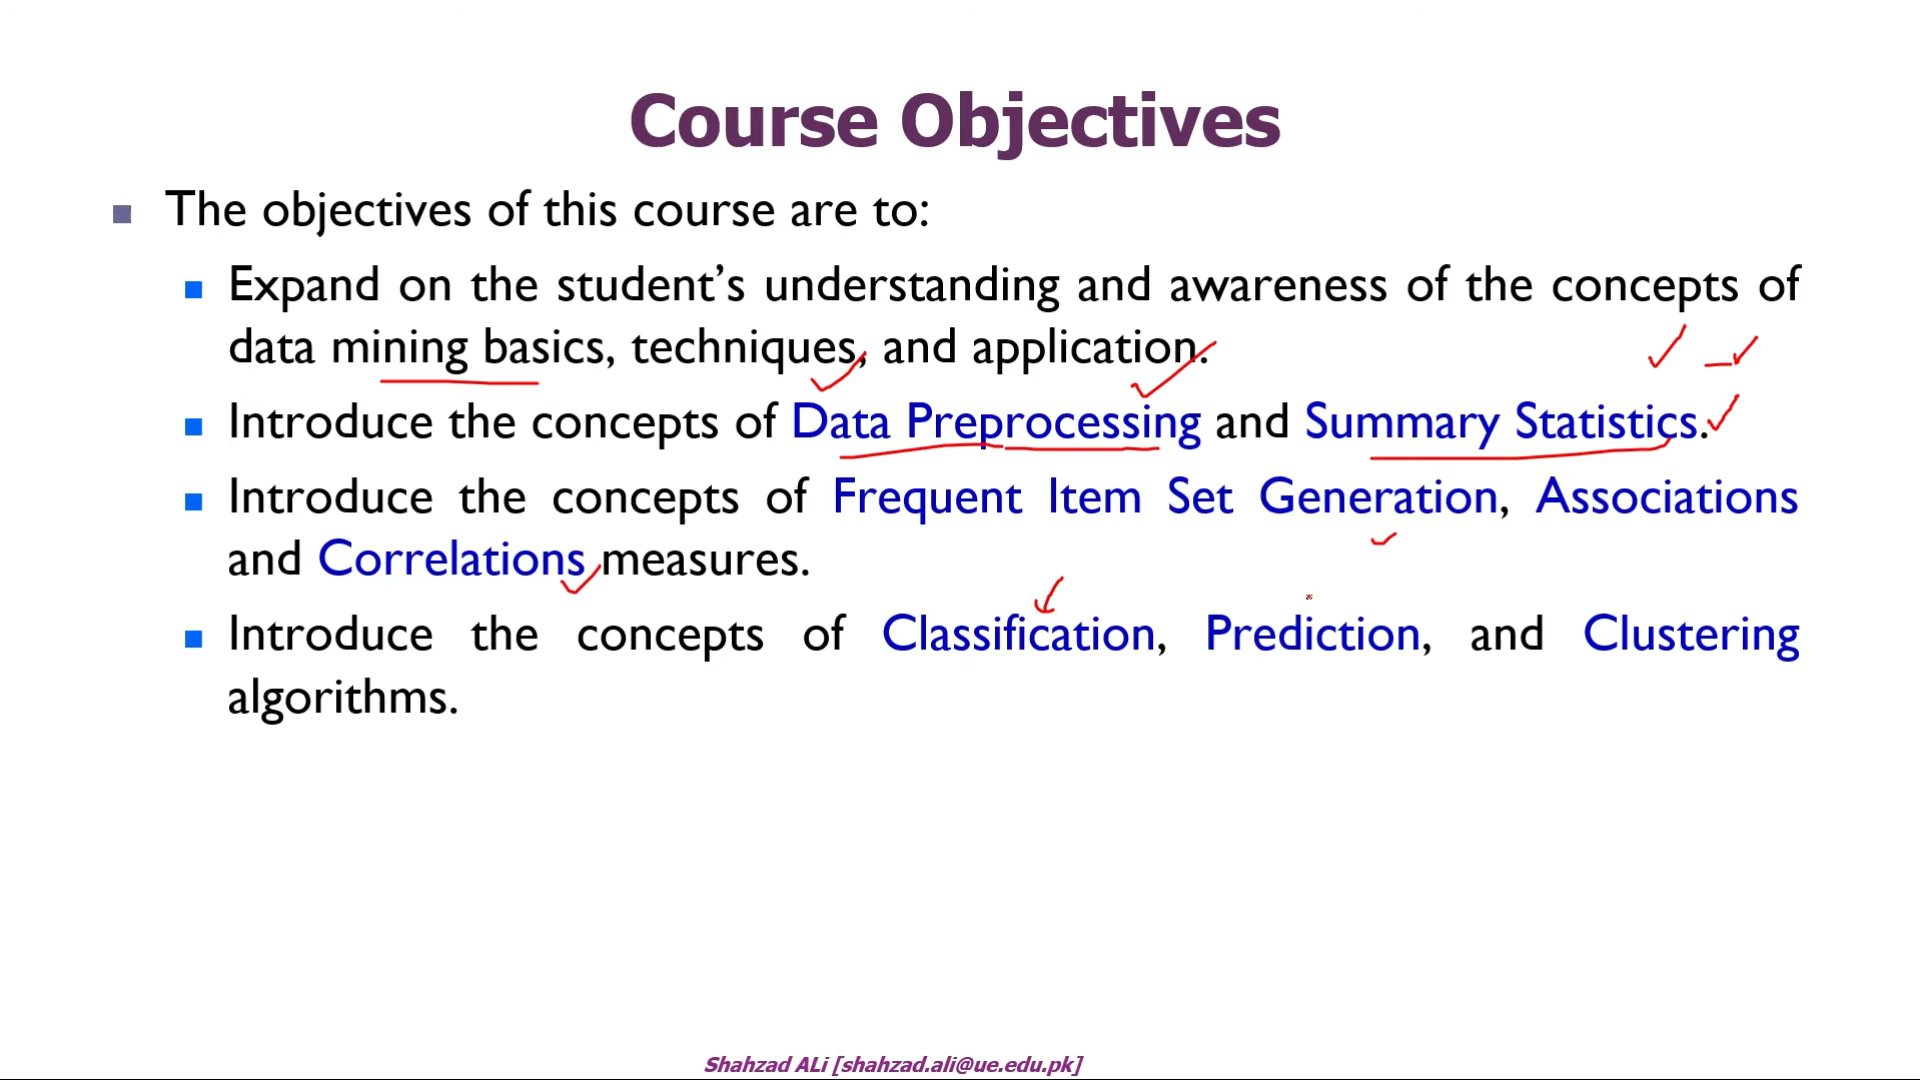 Course Objectives
The objectives of this course are to:
Expand on the student’s understanding and awareness of the concepts of
data mining basics, techniques, and application.
Introduce the concepts of Data Preprocessing and Summary Statistics.
Introduce the concepts of Frequent Item Set Generation, Associations
and Correlations measures.
Introduce the concepts of Classification, Prediction, and Clustering
algorithms.
Shahzad ALi [shahzad.ali@ue.edu.pk]